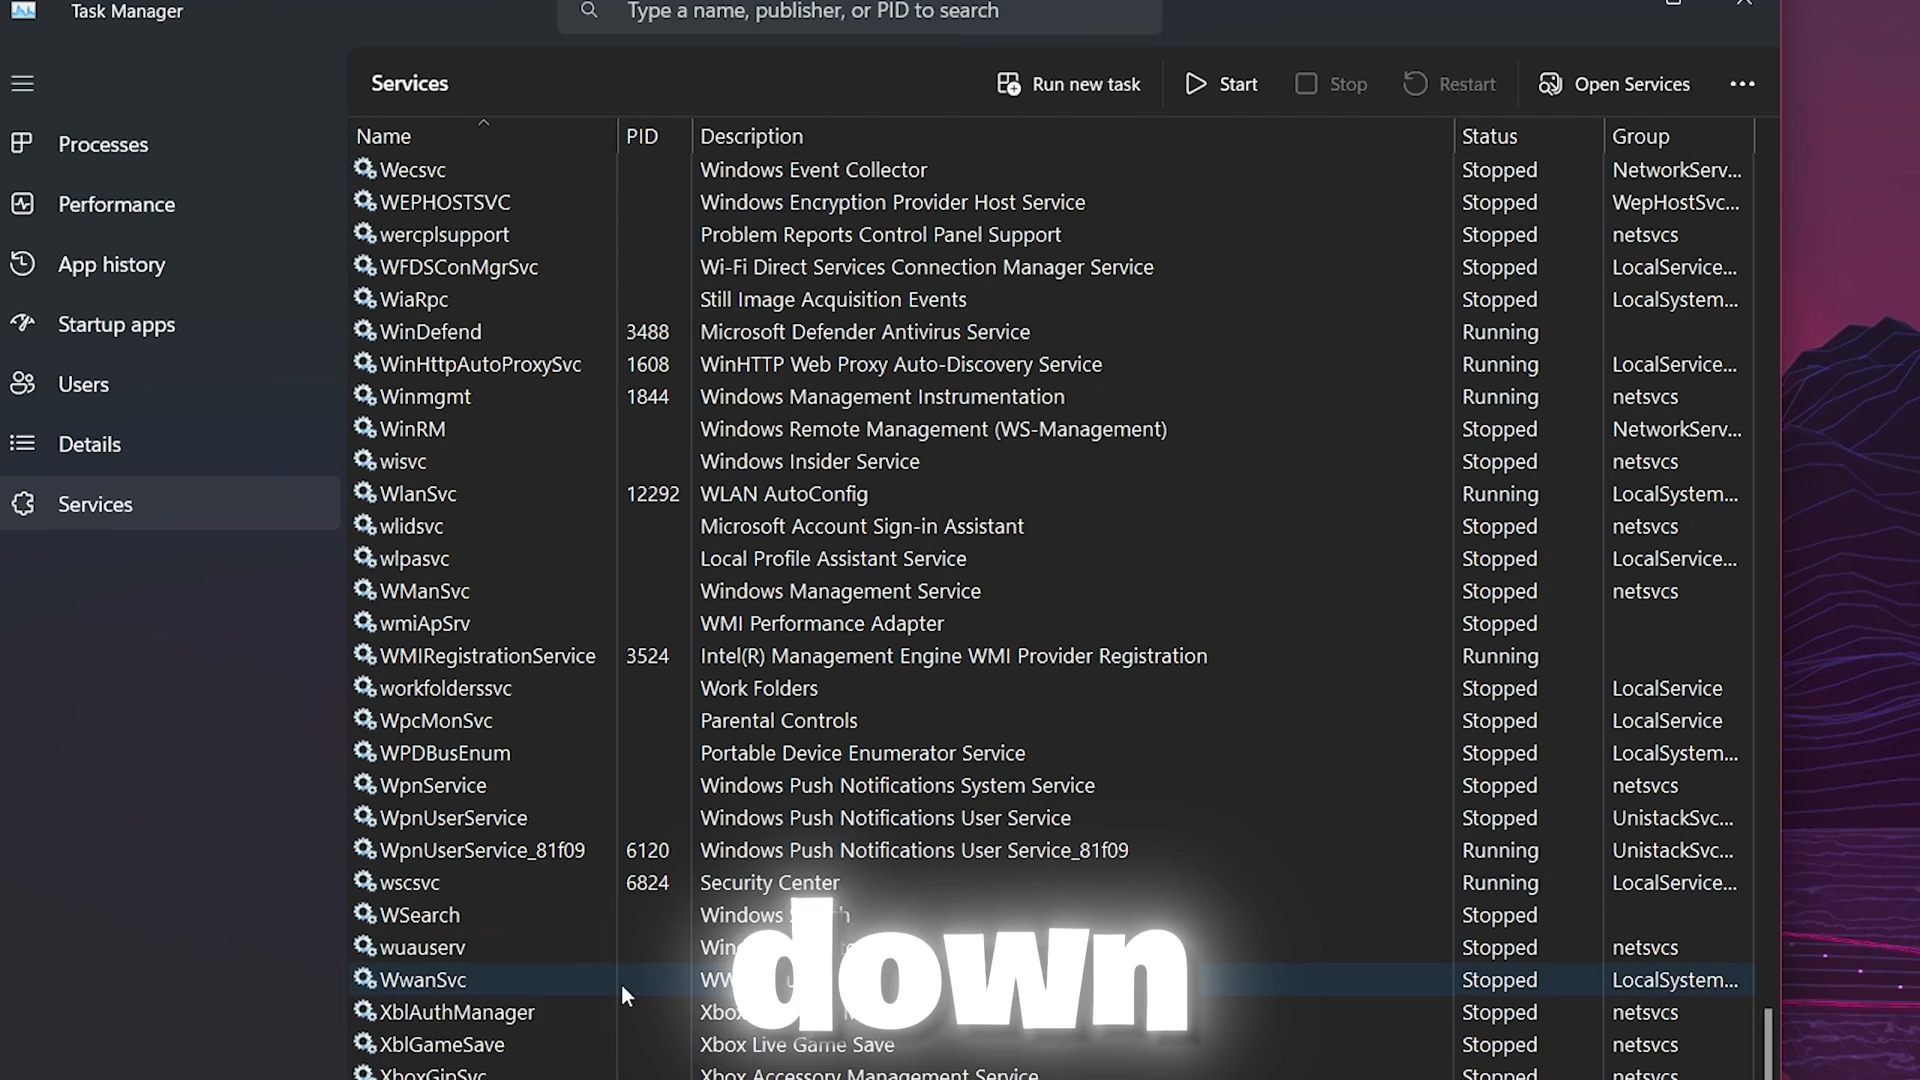 Task Manager
Type a name, publisher, or PID to search
Services
Run new task
Start
Stop
Restart
Open Services
Processes
Performance
App history
Startup apps
Users
Details
Services
Name PID Description Status Group
Wecsvc Windows Event Collector Stopped NetworkServ...
WEPHOSTSVC Windows Encryption Provider Host Service Stopped WepHostSvc...
wercplsupport Problem Reports Control Panel Support Stopped netsvcs
WFDSConMgrSvc Wi-Fi Direct Services Connection Manager Service Stopped LocalService...
WiaRpc Still Image Acquisition Events Stopped LocalSystem...
WinDefend 3488 Microsoft Defender Antivirus Service Running
WinHttpAutoProxySvc 1608 WinHTTP Web Proxy Auto-Discovery Service Running LocalService...
Winmgmt 1844 Windows Management Instrumentation Running netsvcs
WinRM Windows Remote Management (WS-Management) Stopped NetworkServ...
wisvc Windows Insider Service Stopped netsvcs
WlanSvc 12292 WLAN AutoConfig Running LocalSystem...
wlidsvc Microsoft Account Sign-in Assistant Stopped netsvcs
wlpasvc Local Profile Assistant Service Stopped LocalService...
WManSvc Windows Management Service Stopped netsvcs
wmiApSrv WMI Performance Adapter Stopped
WMIRegistrationService 3524 Intel(R) Management Engine WMI Provider Registration Running
workfolderssvc Work Folders Stopped LocalService
WpcMonSvc Parental Controls Stopped LocalService
WPDBusEnum Portable Device Enumerator Service Stopped LocalSystem...
WpnService Windows Push Notifications System Service Stopped netsvcs
WpnUserService Windows Push Notifications User Service Stopped UnistackSvc...
WpnUserService_81f09 6120 Windows Push Notifications User Service_81f09 Running UnistackSvc...
wscsvc 6824 Security Center Running LocalService...
WSearch Windows Stopped
wuauserv Stopped netsvcs
WwanSvc Stopped LocalSystem...
XblAuthManager Stopped netsvcs
XblGameSave Xbox Live Game Save Stopped netsvcs
XboxGipSvc Xbox Accessory Management Service Stopped netsvcs
down